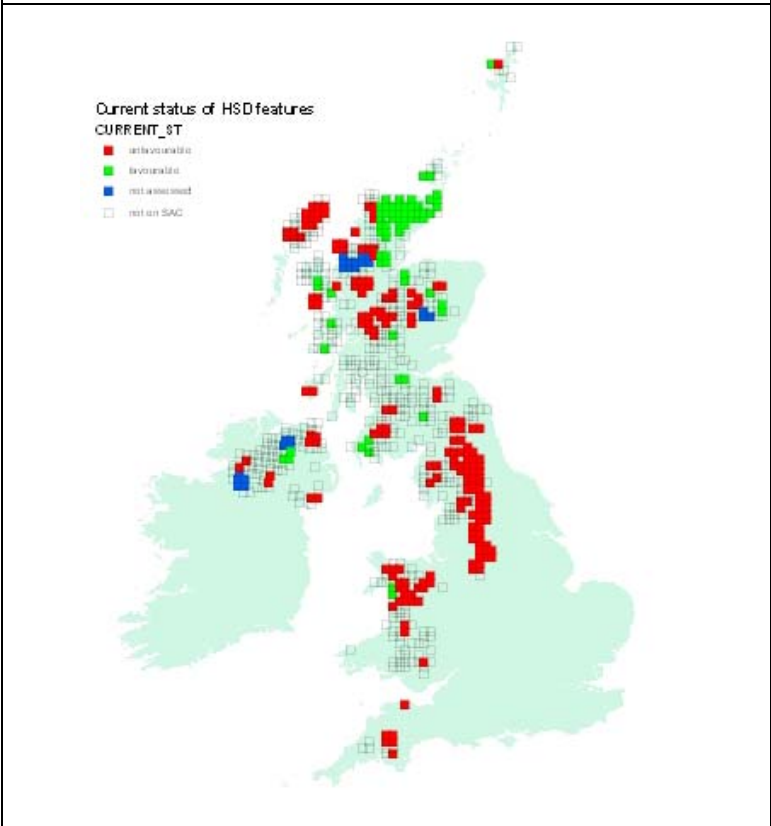 Current status of HSD features
CURRENT_ST
unfavourable
favourable
not assessed
not on SAC